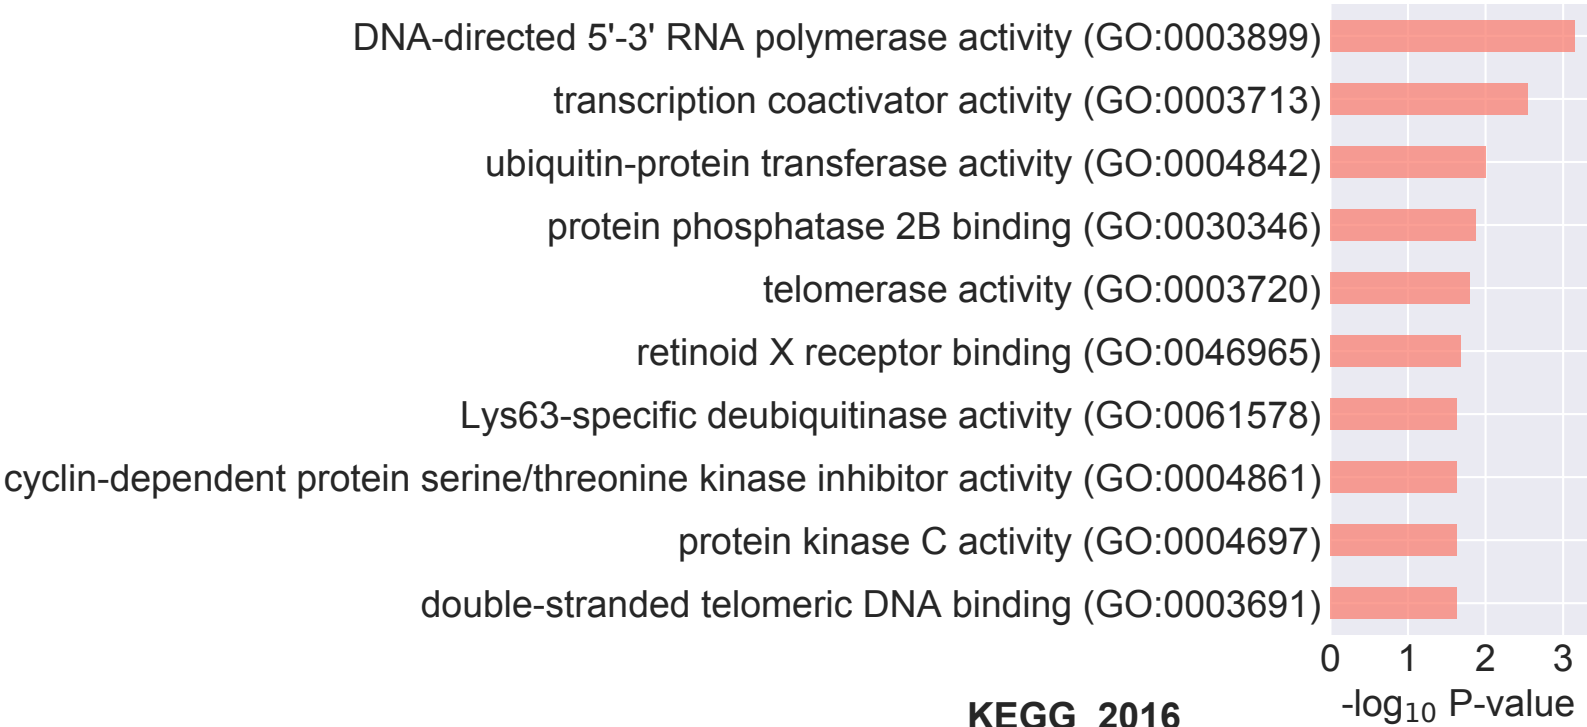 DNA-directed 5'-3' RNA polymerase activity (GO:0003899)
transcription coactivator activity (GO:0003713)
ubiquitin-protein transferase activity (GO:0004842)
protein phosphatase 2B binding (GO:0030346)
telomerase activity (GO:0003720)
retinoid X receptor binding (GO:0046965)
Lys63-specific deubiquitinase activity (GO:0061578)
cyclin-dependent protein serine/threonine kinase inhibitor activity (GO:0004861)
protein kinase C activity (GO:0004697)
double-stranded telomeric DNA binding (GO:0003691)
0 1 2 3
-log₁₀ P-value
KEGG_2016